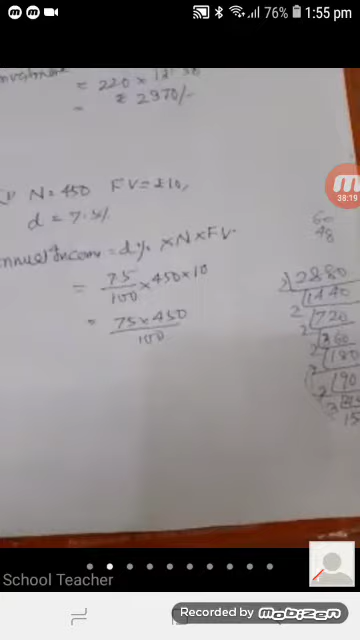 76% 1:55 pm
= 220 ×
= ₹ 2970/-
N = 450 FV = ₹10,
d = 7.5%
Annual Income = d% × N × FV
= 7.5/100 × 450 × 10
= 75 × 450/100
60
48
2 2880
2 1440
2 720
2 360
2 180
2 90
38:19
School Teacher
Recorded by mobizen